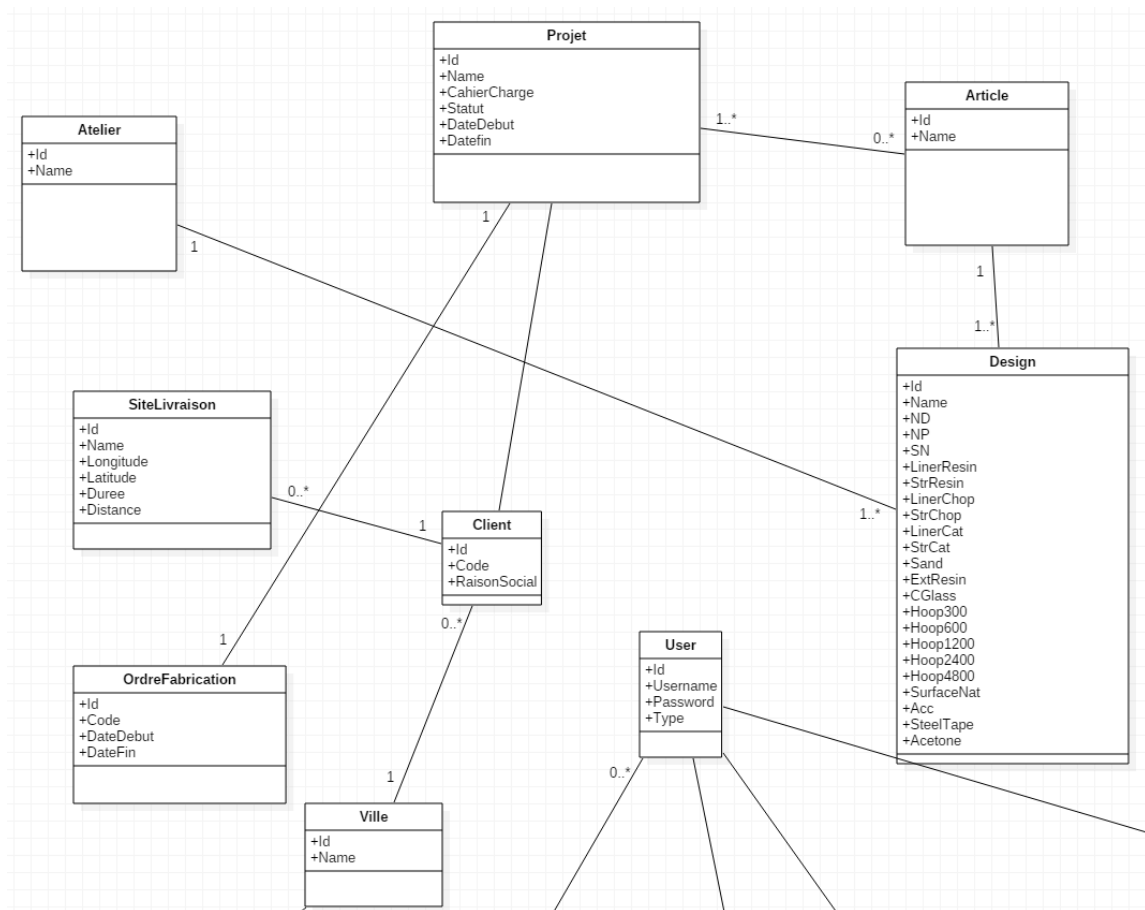 Projet
+Id
+Name
+CahierCharge
+Statut
+DateDebut
+Datefin
1..*
0..*
Article
+Id
+Name
Atelier
+Id
+Name
1
1
1
1..*
Design
+Id
+Name
+ND
+NP
+SN
+LinerResin
+StrResin
+LinerChop
+StrChop
+LinerCat
+StrCat
+Sand
+ExtResin
+CGlass
+Hoop300
+Hoop600
+Hoop1200
+Hoop2400
+Hoop4800
+SurfaceNat
+Acc
+SteelTape
+Acetone
1..*
SiteLivraison
+Id
+Name
+Longitude
+Latitude
+Duree
+Distance
0..*
1
Client
+Id
+Code
+RaisonSocial
0..*
1
OrdreFabrication
+Id
+Code
+DateDebut
+DateFin
User
+Id
+Username
+Password
+Type
0..*
1
Ville
+Id
+Name